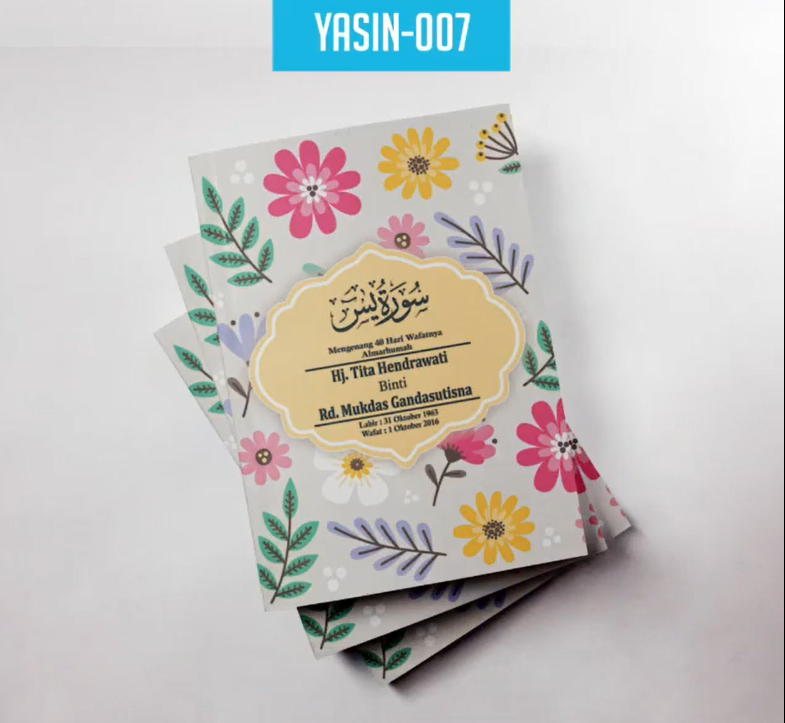 YASIN-007
سُورَةُ يٰسٓ
Mengenang 40 Hari Wafatnya
Almarhumah
Hj. Tita Hendrawati
Binti
Rd. Mukdas Gandasutisna
Lahir : 31 Oktober 1963
Wafat : 1 Oktober 2016